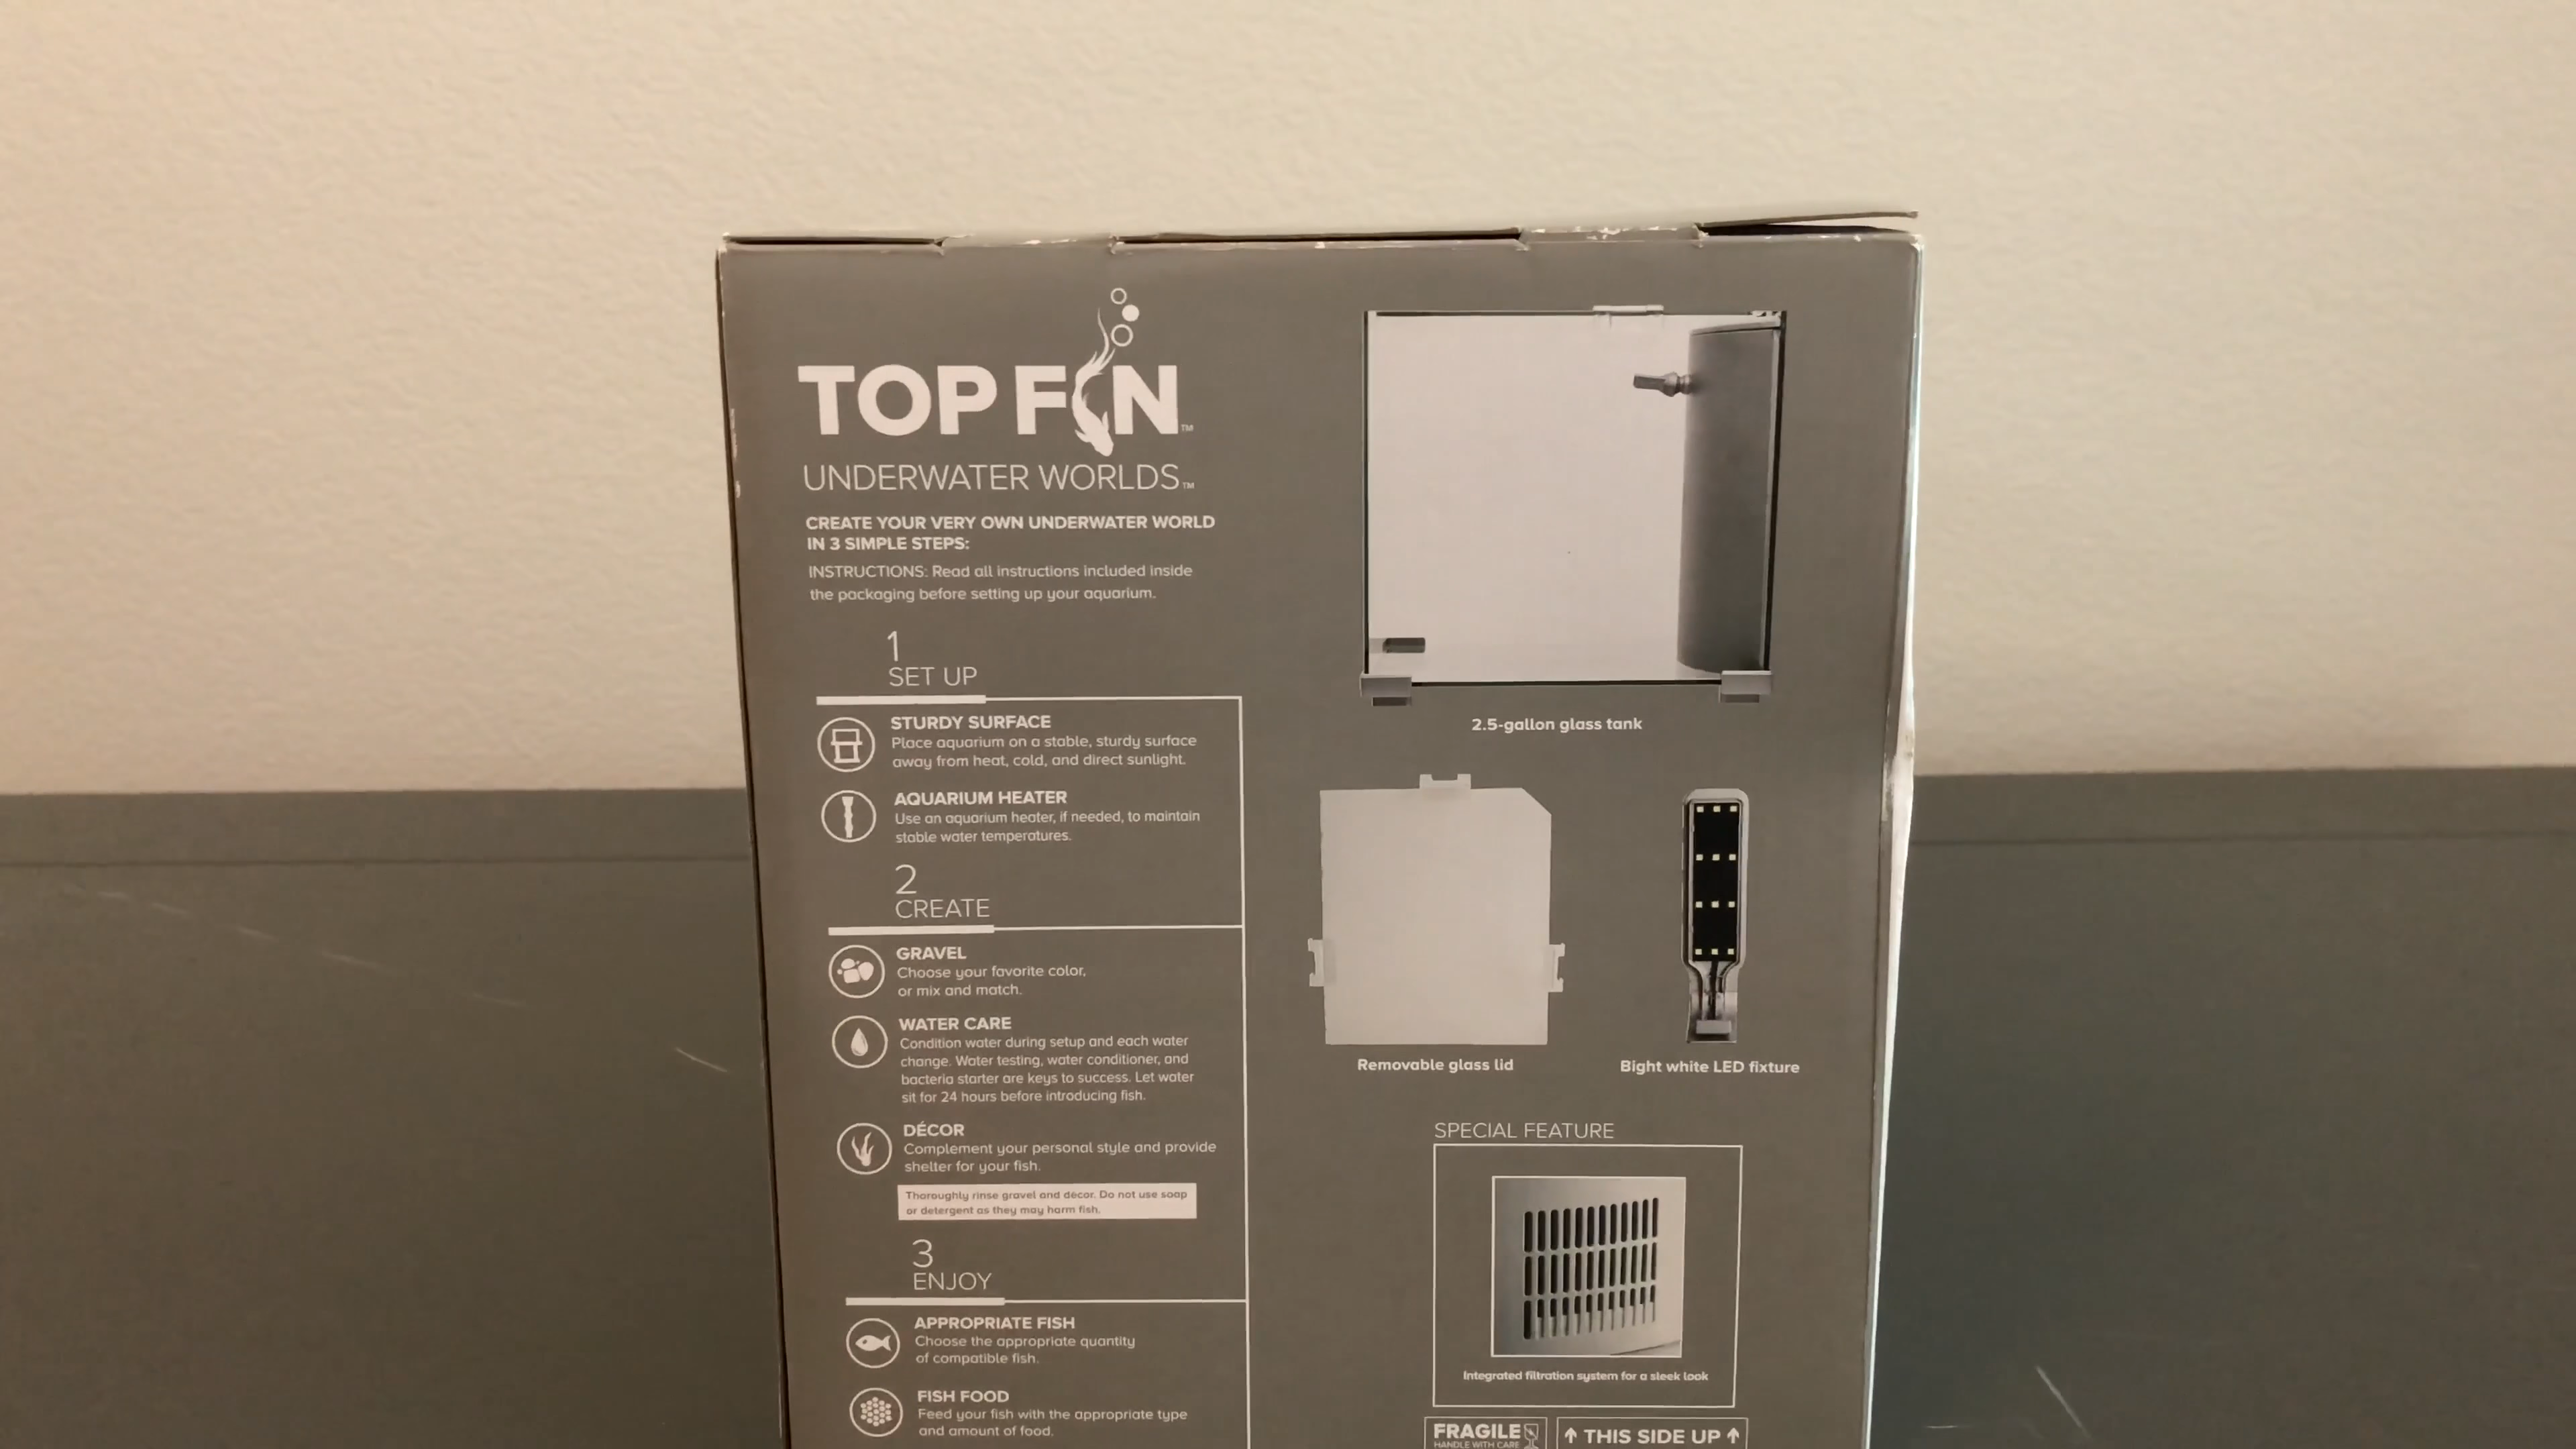 TOP FIN™
UNDERWATER WORLDS™
CREATE YOUR VERY OWN UNDERWATER WORLD
IN 3 SIMPLE STEPS:
INSTRUCTIONS: Read all instructions included inside
the packaging before setting up your aquarium.
1
SET UP
STURDY SURFACE
Place aquarium on a stable, sturdy surface
away from heat, cold, and direct sunlight.
AQUARIUM HEATER
Use an aquarium heater, if needed, to maintain
stable water temperatures.
2
CREATE
GRAVEL
Choose your favorite color,
or mix and match.
WATER CARE
Condition water during setup and each water
change. Water testing, water conditioner, and
bacteria starter are keys to success. Let water
sit for 24 hours before introducing fish.
DÉCOR
Complement your personal style and provide
shelter for your fish.
Thoroughly rinse gravel and décor. Do not use soap
or detergent as they may harm fish.
3
ENJOY
APPROPRIATE FISH
Choose the appropriate quantity
of compatible fish.
FISH FOOD
Feed your fish with the appropriate type
and amount of food.
2.5-gallon glass tank
Removable glass lid
Bight white LED fixture
SPECIAL FEATURE
Integrated filtration system for a sleek look
FRAGILE
HANDLE WITH CARE
THIS SIDE UP